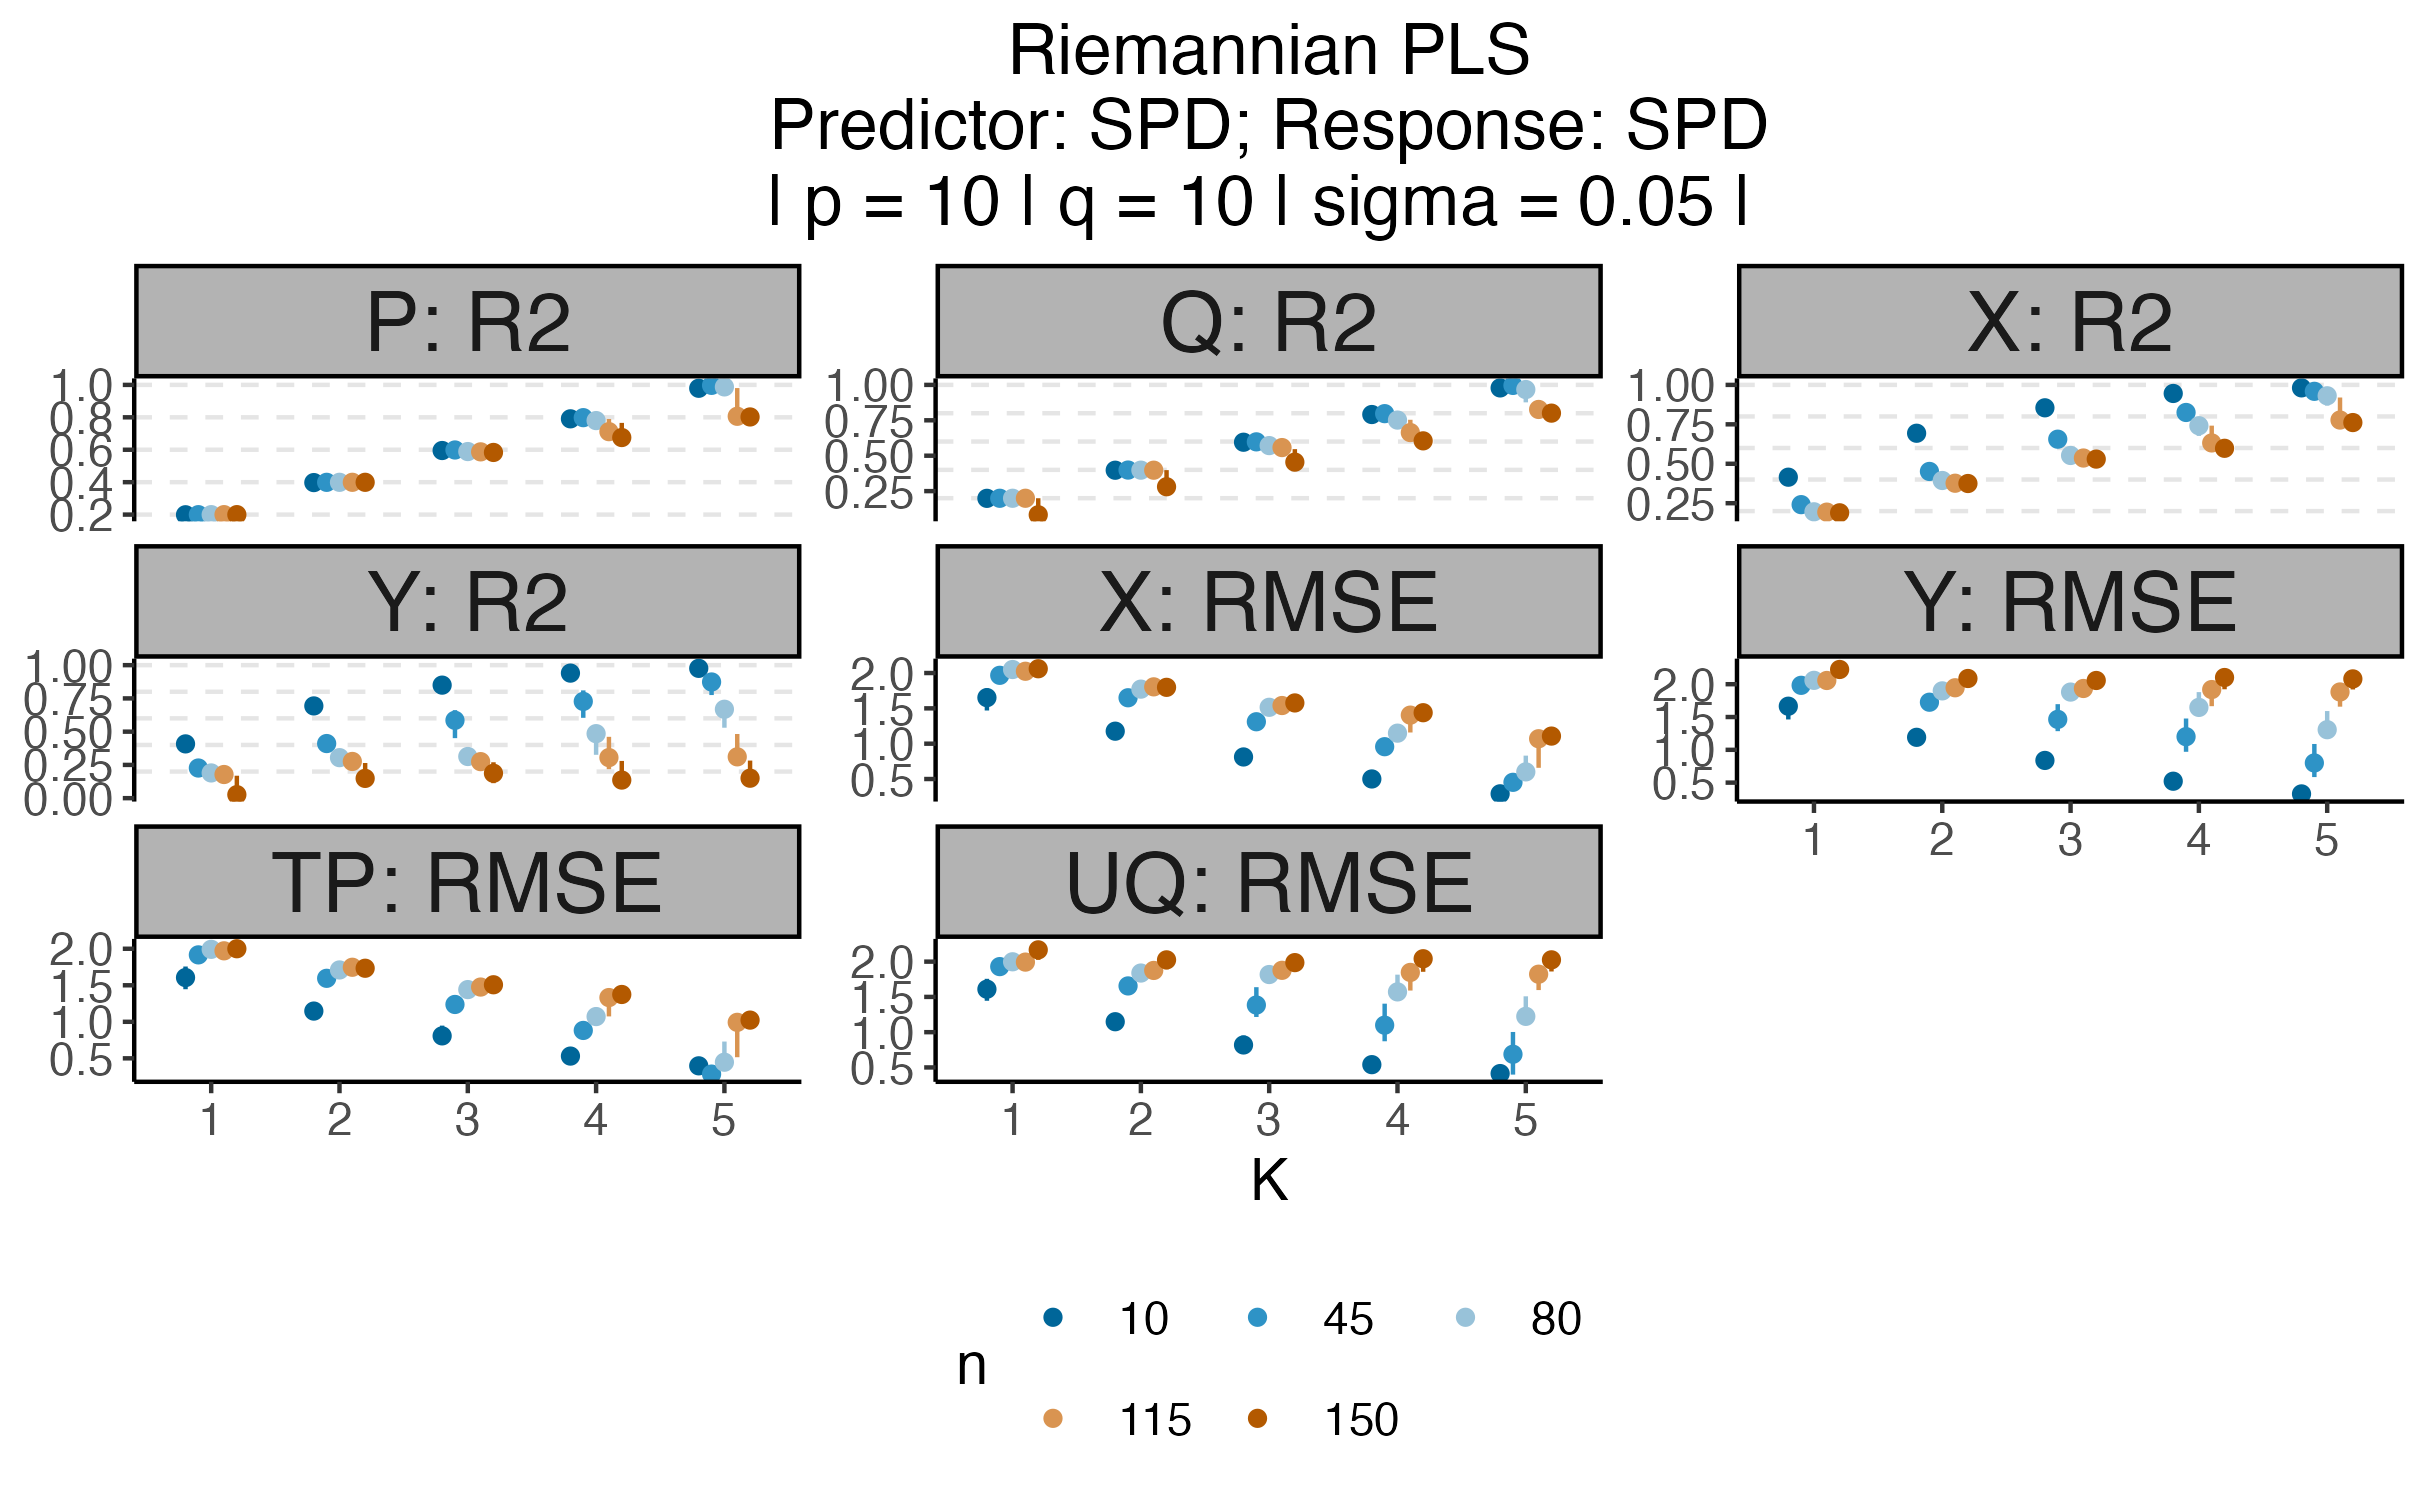 Riemannian PLS
Predictor: SPD; Response: SPD
| p = 10 | q = 10 | sigma = 0.05 |
P: R2
Q: R2
X: R2
1.0
0.8
0.6
0.4
0.2
1.00
0.75
0.50
0.25
1.00
0.75
0.50
0.25
Y: R2
X: RMSE
Y: RMSE
1.00
0.75
0.50
0.25
0.00
2.0
1.5
1.0
0.5
2.0
1.5
1.0
0.5
1 2 3 4 5
TP: RMSE
UQ: RMSE
2.0
1.5
1.0
0.5
2.0
1.5
1.0
0.5
1 2 3 4 5
1 2 3 4 5
K
n
10 45 80
115 150